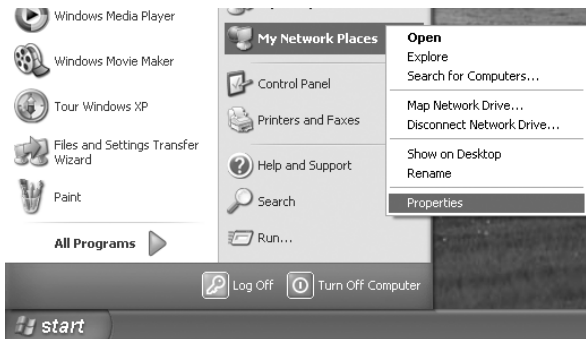 Windows Media Player
Windows Movie Maker
Tour Windows XP
Files and Settings Transfer
Wizard
Paint
All Programs
My Network Places
Control Panel
Printers and Faxes
Help and Support
Search
Run...
Open
Explore
Search for Computers...
Map Network Drive...
Disconnect Network Drive...
Show on Desktop
Rename
Properties
Log Off
Turn Off Computer
start